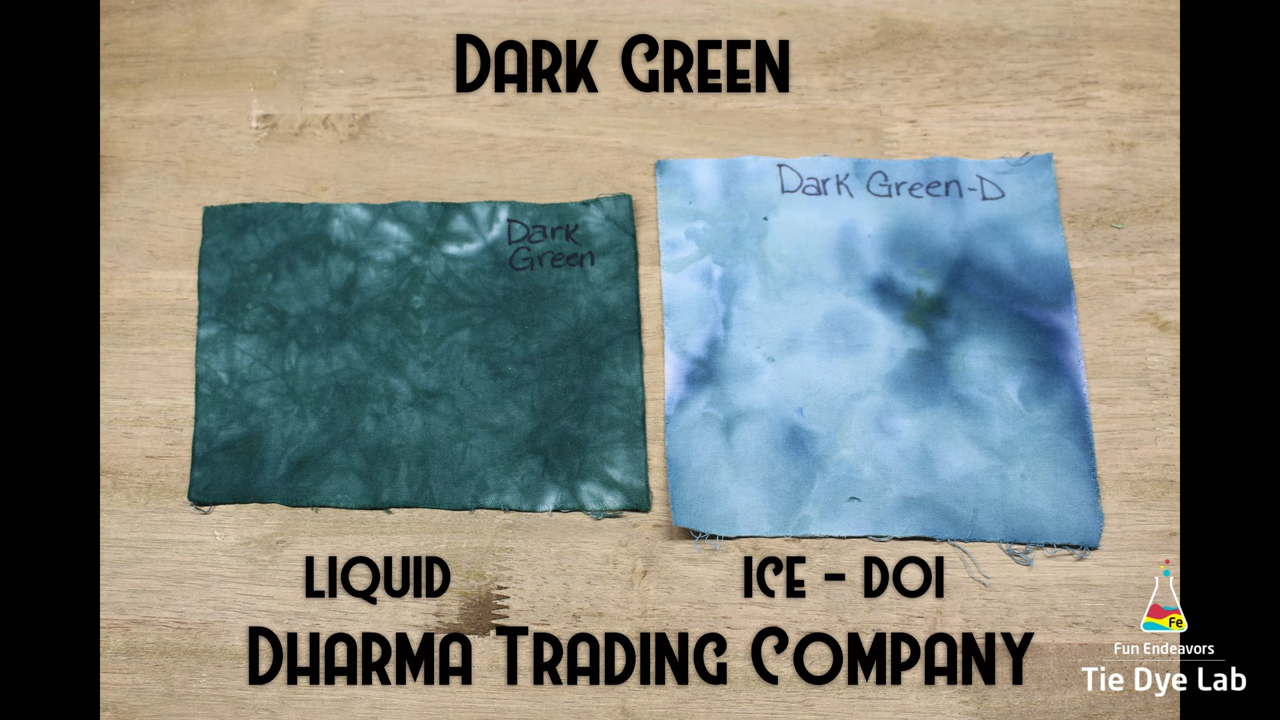 Dark Green
Dark Green-D
Dark
Green
LIQUID
ICE - DOI
Dharma Trading Company
Fe
Fun Endeavors
Tie Dye Lab